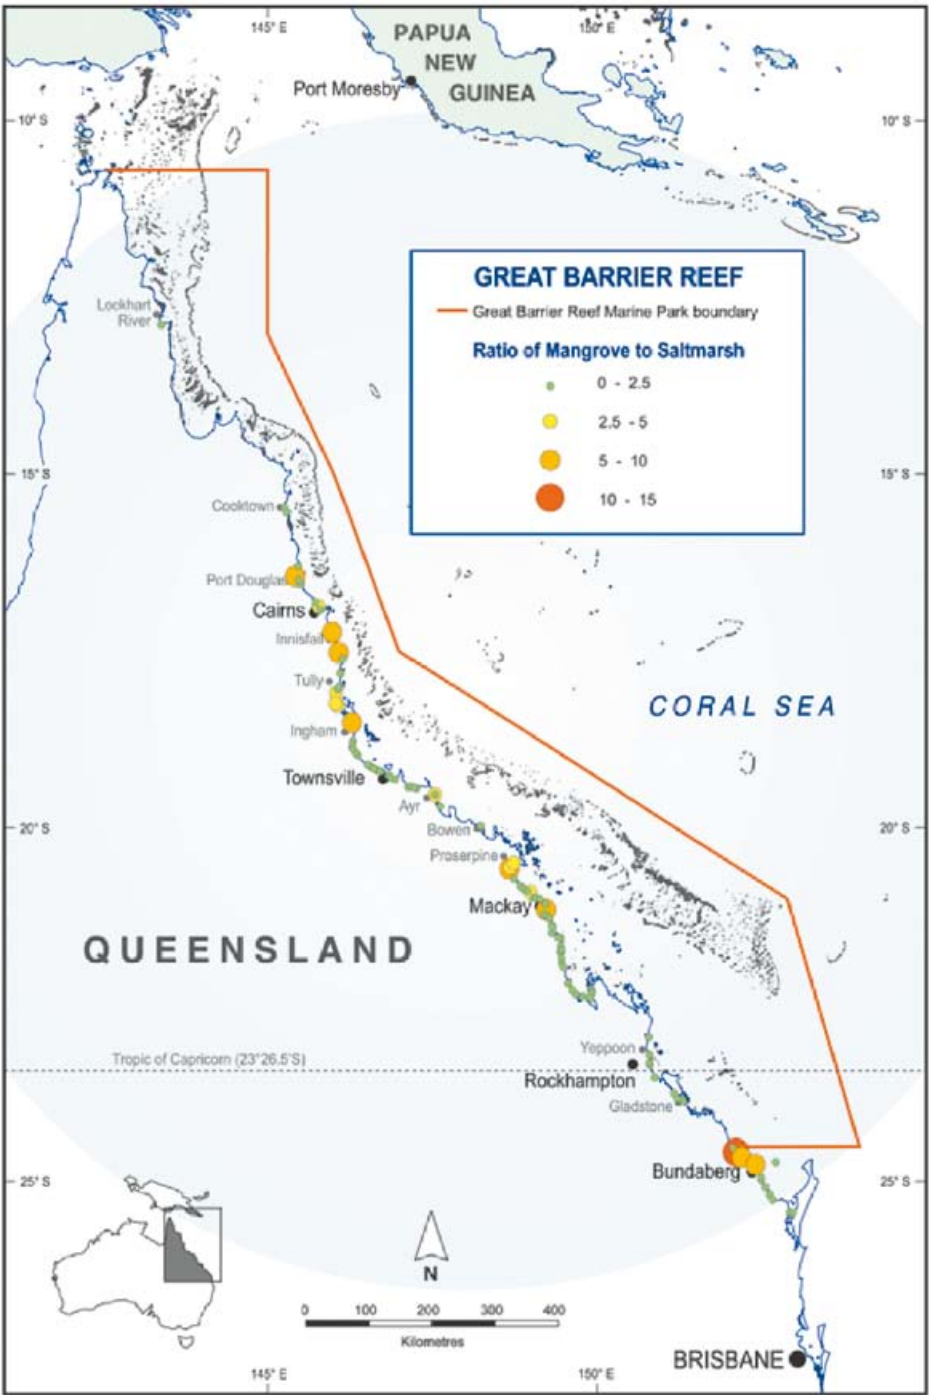 145° E
150° E
PAPUA
NEW
GUINEA
Port Moresby
10° S
10° S
GREAT BARRIER REEF
Great Barrier Reef Marine Park boundary
Ratio of Mangrove to Saltmarsh
0 - 2.5
2.5 - 5
5 - 10
10 - 15
Lockhart
River
15° S
15° S
Cooktown
Port Douglas
Cairns
Innisfail
Tully
CORAL SEA
Ingham
Townsville
Ayr
20° S
20° S
Bowen
Proserpine
Mackay
QUEENSLAND
Yeppoon
Tropic of Capricorn (23°26.5'S)
Rockhampton
Gladstone
Bundaberg
25° S
25° S
N
0 100 200 300 400
Kilometres
BRISBANE
145° E
150° E